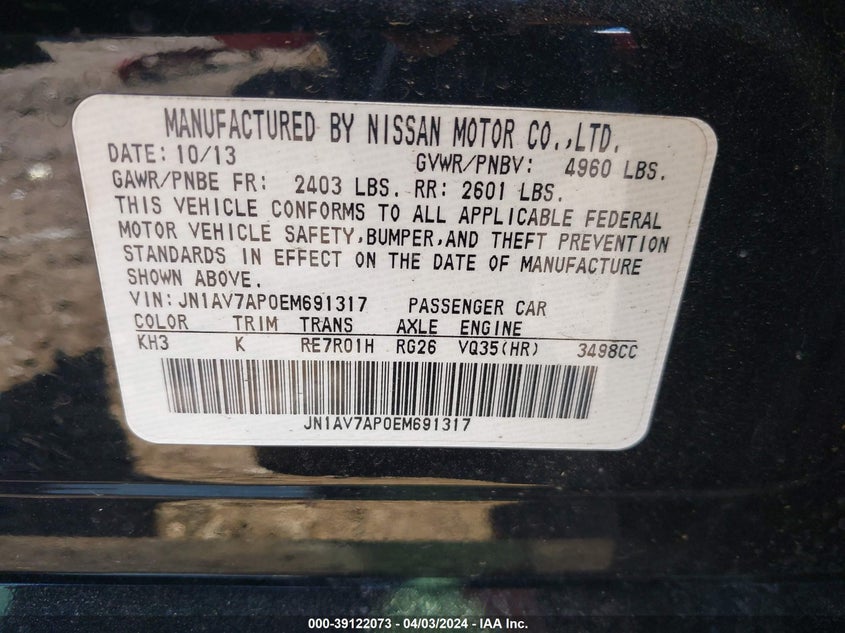 MANUFACTURED BY NISSAN MOTOR CO.,LTD.
DATE: 10/13 GVWR/PNBV: 4960 LBS.
GAWR/PNBE FR: 2403 LBS. RR: 2601 LBS.
THIS VEHICLE CONFORMS TO ALL APPLICABLE FEDERAL
MOTOR VEHICLE SAFETY,BUMPER,AND THEFT PREVENTION
STANDARDS IN EFFECT ON THE DATE OF MANUFACTURE
SHOWN ABOVE.
VIN: JN1AV7AP0EM691317 PASSENGER CAR
COLOR TRIM TRANS AXLE ENGINE
KH3 K RE7R01H RG26 VQ35(HR) 3498CC
JN1AV7AP0EM691317
000-39122073 - 04/03/2024 - IAA Inc.